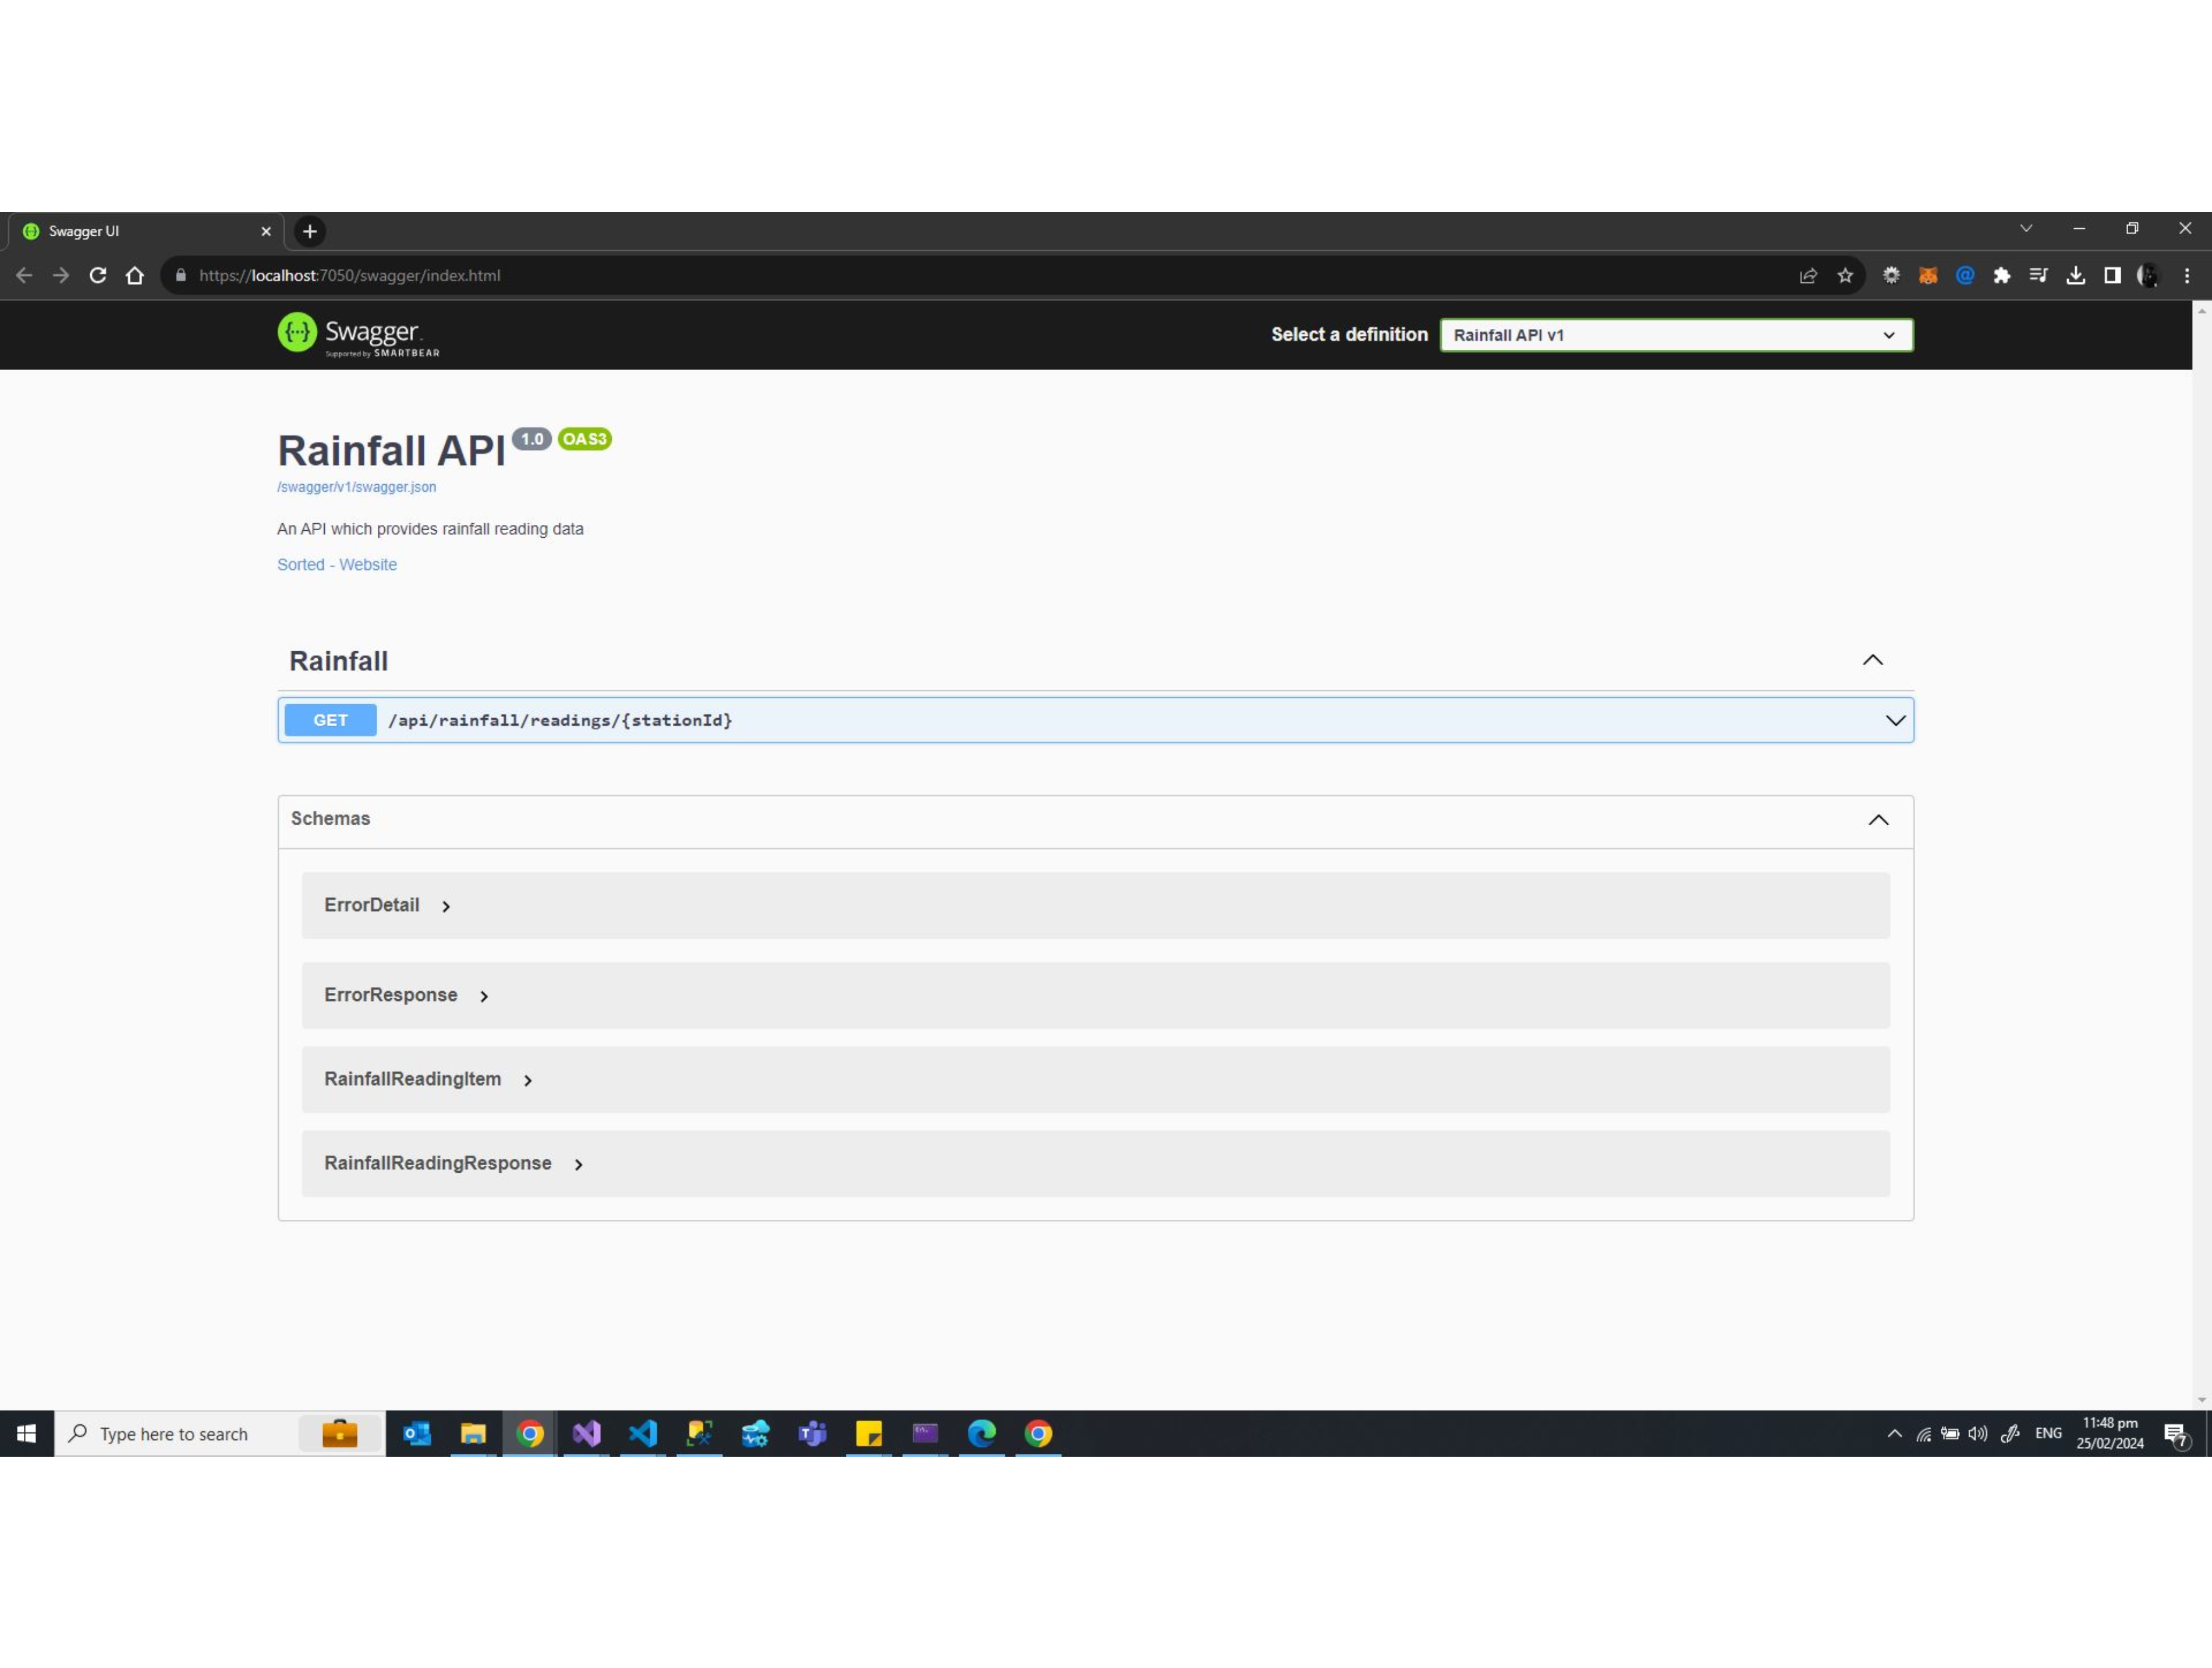 Swagger UI
https://localhost:7050/swagger/index.html
Swagger
Supported by SMARTBEAR
Select a definition
Rainfall API v1
Rainfall API 1.0 OAS3
/swagger/v1/swagger.json
An API which provides rainfall reading data
Sorted - Website
Rainfall
GET /api/rainfall/readings/{stationId}
Schemas
ErrorDetail
ErrorResponse
RainfallReadingItem
RainfallReadingResponse
Type here to search
ENG
11:48 pm
25/02/2024
7